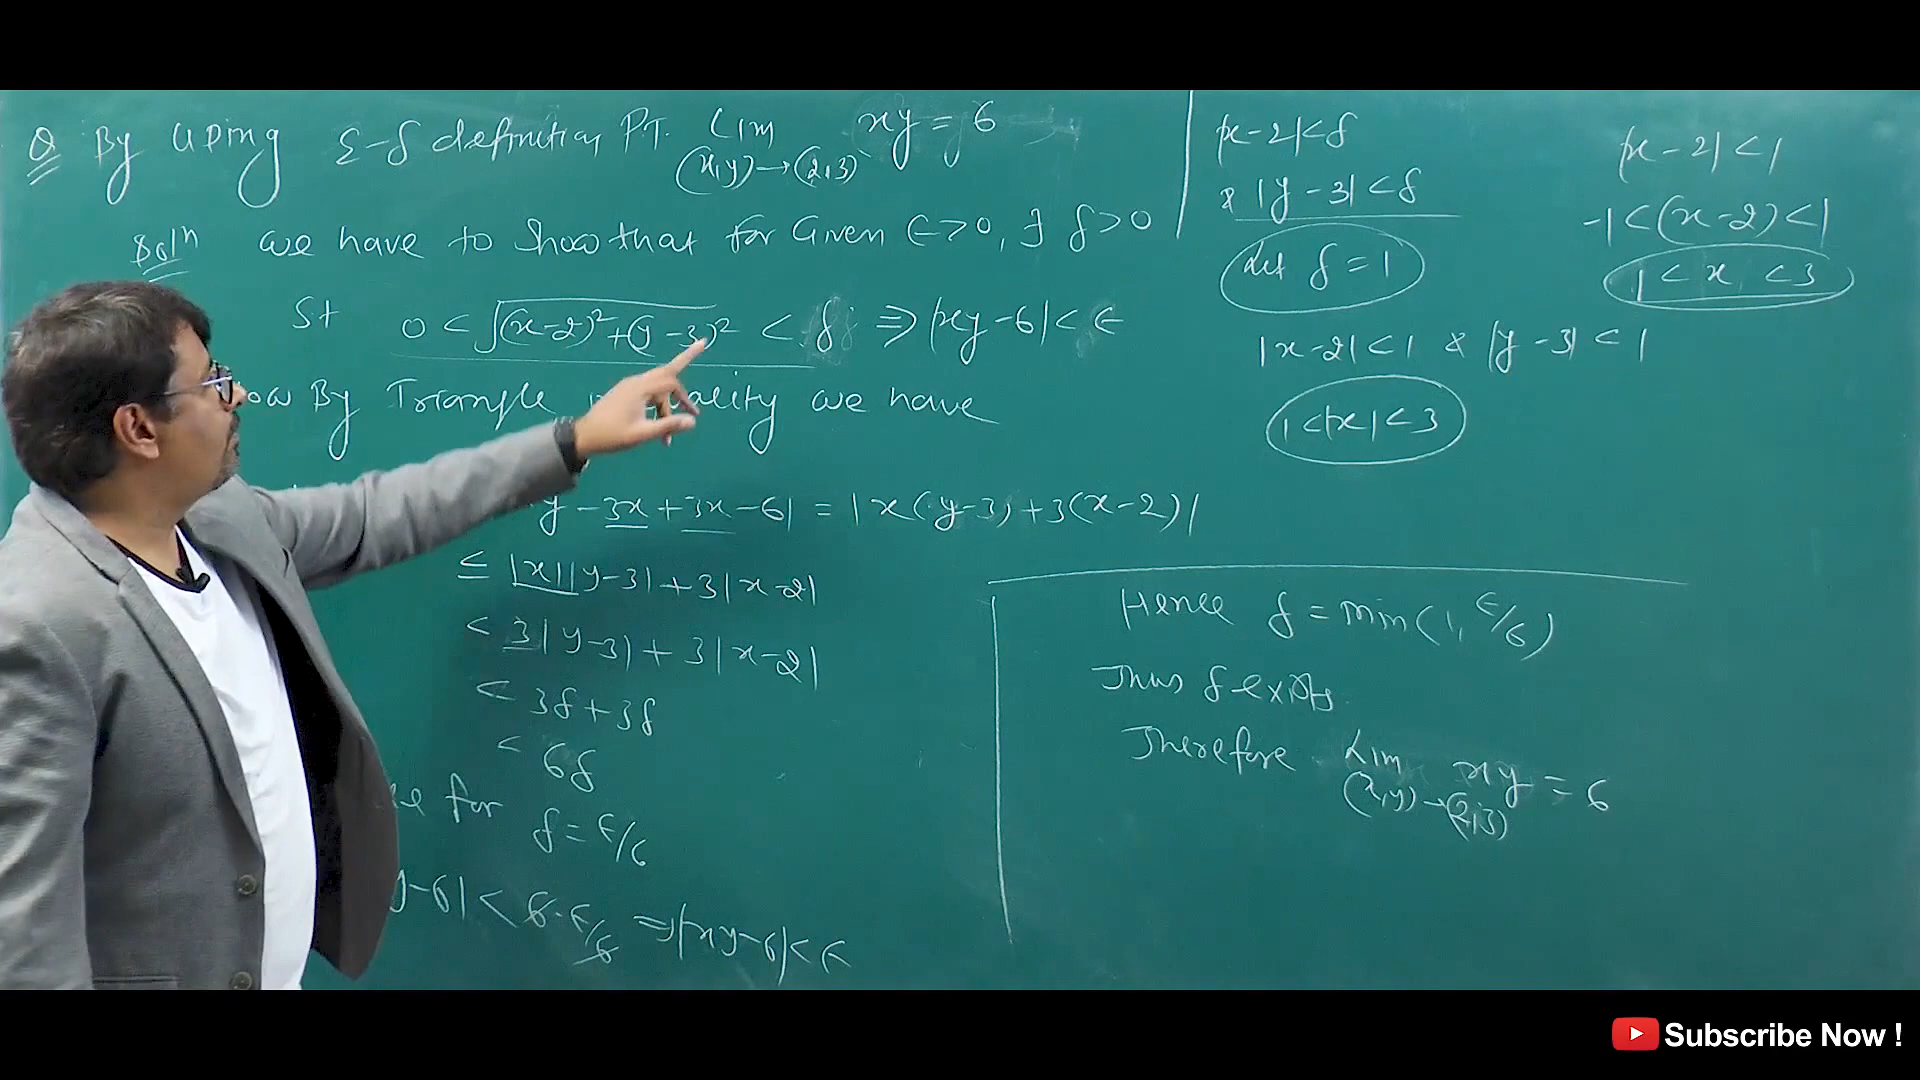 Q By Using ε-δ definition P.T. Lim xy = 6
(x,y)→(2,3)
Solⁿ we have to Show that for Given ε>0, ∃ δ>0
St 0 < √(x-2)²+(y-3)² < δ ⇒ |xy-6| < ε
By Triangle we have
y - 3x + 3x - 6| = |x(y-3)+3(x-2)|
≤ |x||y-3|+3|x-2|
< 3|y-3|+3|x-2|
< 3δ+3δ
< 6δ
for
δ = ε/6
y-6| < 6·ε/6 ⇒|xy-6|< ε
|x-2|<δ
& |y-3|<δ
Let δ = 1
|x-2|<1 & |y-3|<1
1<|x|<3
|x-2|<1
-1<(x-2)<1
1 < x < 3
Hence δ = min(1, ε/6)
Thus δ exists.
Therefore Lim xy = 6
(x,y)→(2,3)
Subscribe Now !